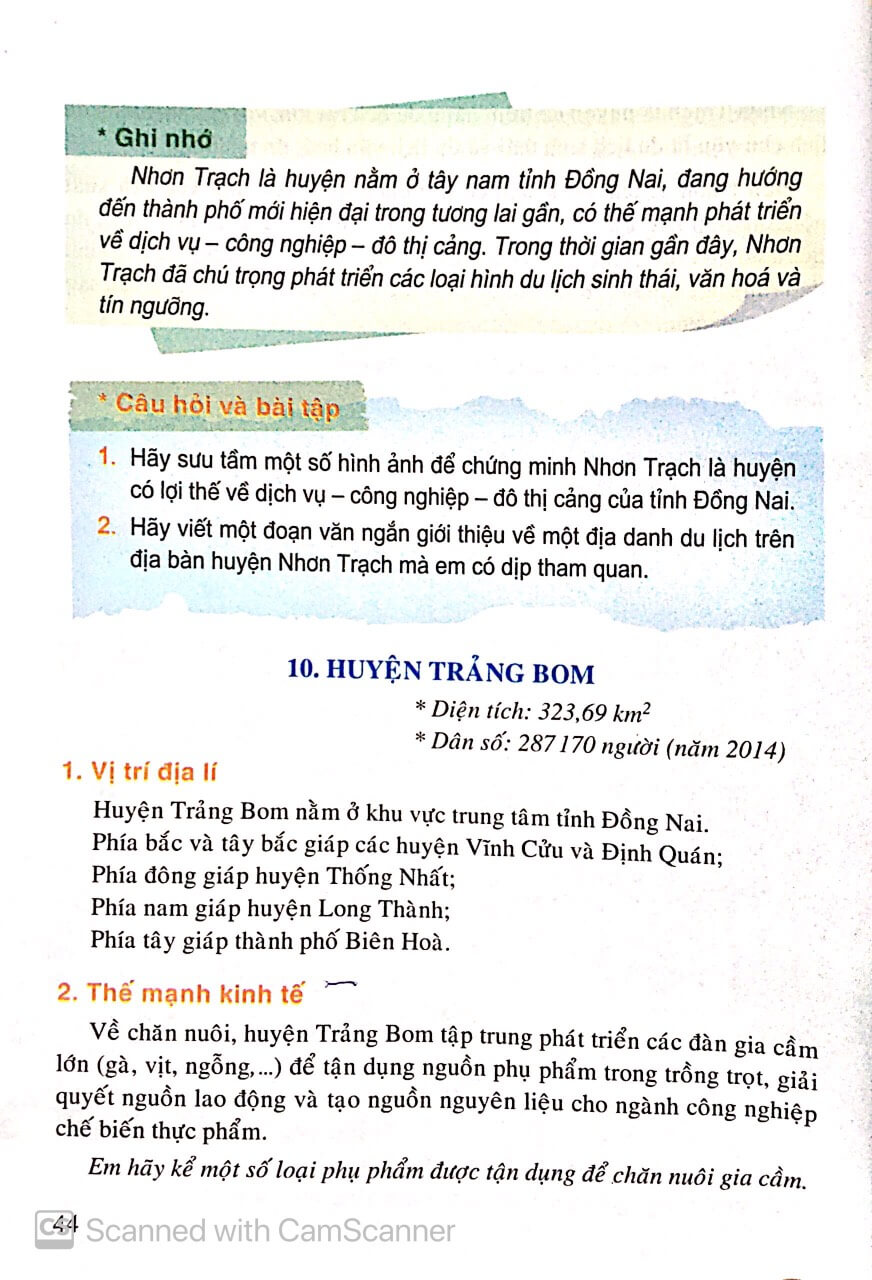 * Ghi nhớ
Nhơn Trạch là huyện nằm ở tây nam tỉnh Đồng Nai, đang hướng
đến thành phố mới hiện đại trong tương lai gần, có thế mạnh phát triển
về dịch vụ – công nghiệp – đô thị cảng. Trong thời gian gần đây, Nhơn
Trạch đã chú trọng phát triển các loại hình du lịch sinh thái, văn hoá và
tín ngưỡng.
* Câu hỏi và bài tập
1. Hãy sưu tầm một số hình ảnh để chứng minh Nhơn Trạch là huyện
có lợi thế về dịch vụ – công nghiệp – đô thị cảng của tỉnh Đồng Nai.
2. Hãy viết một đoạn văn ngắn giới thiệu về một địa danh du lịch trên
địa bàn huyện Nhơn Trạch mà em có dịp tham quan.
10. HUYỆN TRẢNG BOM
* Diện tích: 323,69 km²
* Dân số: 287170 người (năm 2014)
1. Vị trí địa lí
Huyện Trảng Bom nằm ở khu vực trung tâm tỉnh Đồng Nai.
Phía bắc và tây bắc giáp các huyện Vĩnh Cửu và Định Quán;
Phía đông giáp huyện Thống Nhất;
Phía nam giáp huyện Long Thành;
Phía tây giáp thành phố Biên Hoà.
2. Thế mạnh kinh tế
Về chăn nuôi, huyện Trảng Bom tập trung phát triển các đàn gia cầm
lớn (gà, vịt, ngỗng,...) để tận dụng nguồn phụ phẩm trong trồng trọt, giải
quyết nguồn lao động và tạo nguồn nguyên liệu cho ngành công nghiệp
chế biến thực phẩm.
Em hãy kể một số loại phụ phẩm được tận dụng để chăn nuôi gia cầm.
44
CS Scanned with CamScanner